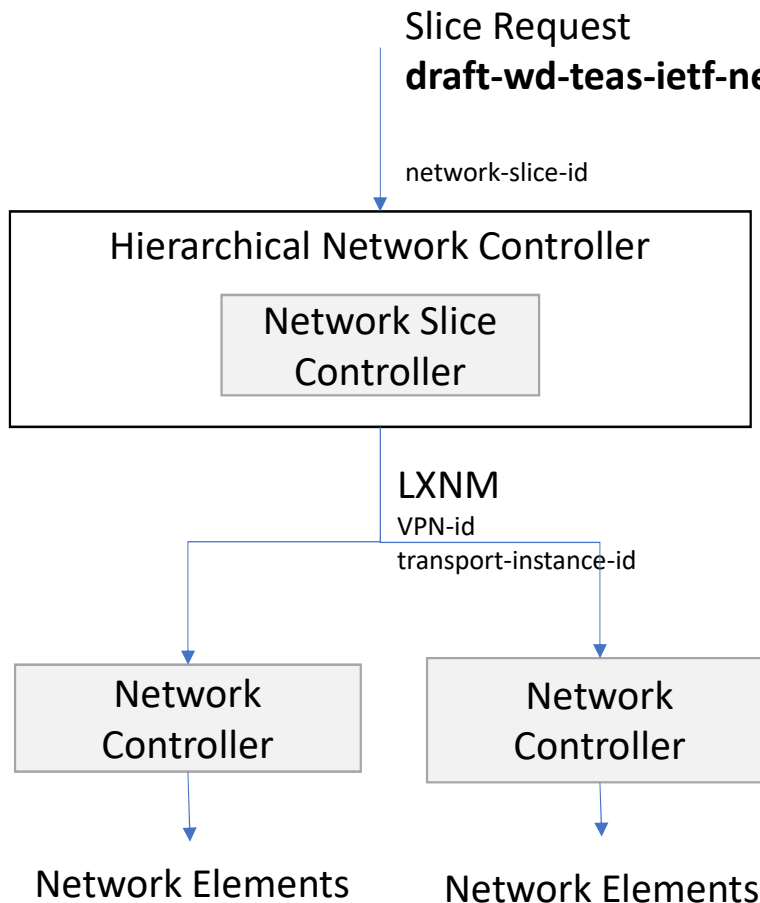 Slice Request
draft-wd-teas-ietf-ne
network-slice-id
Hierarchical Network Controller
Network Slice
Controller
LXNM
VPN-id
transport-instance-id
Network
Controller
Network
Controller
Network Elements
Network Elements